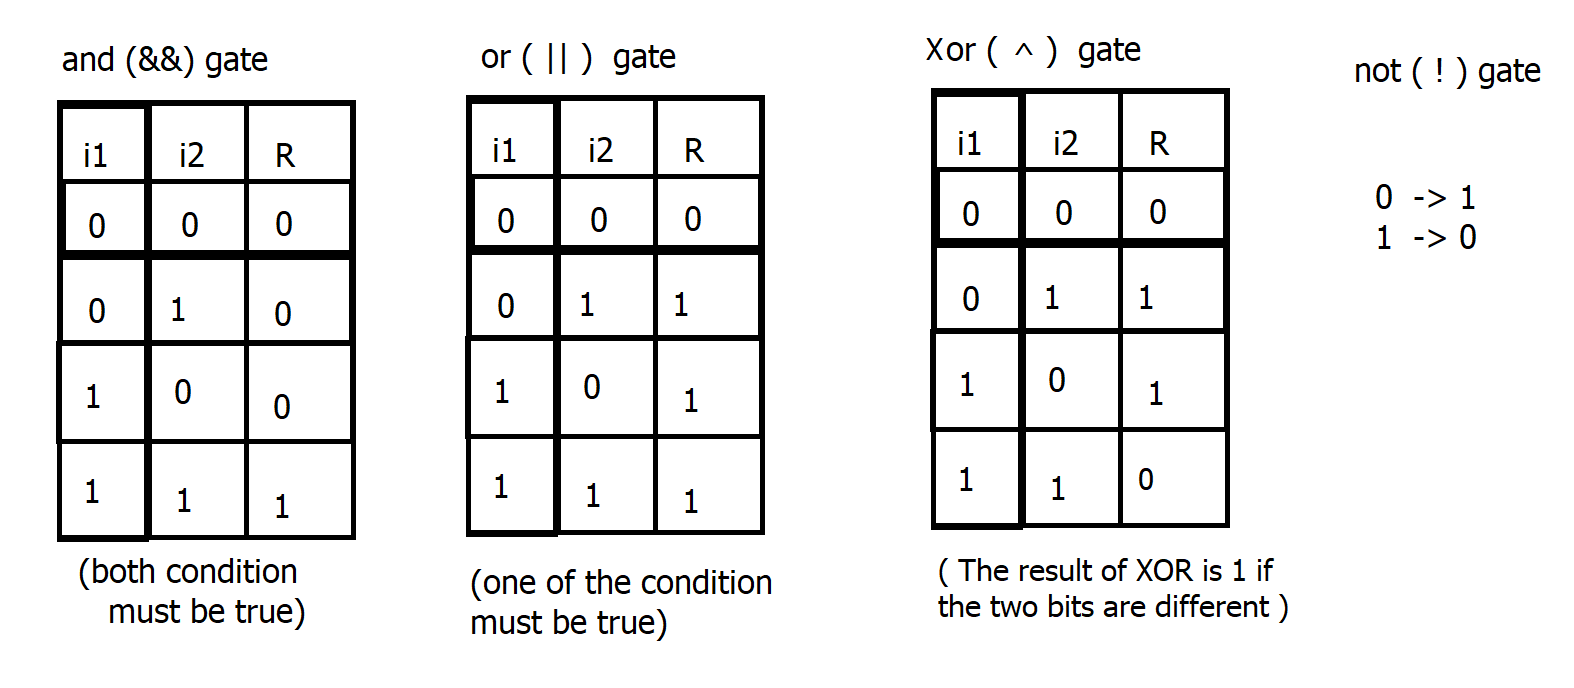 and (&&) gate
i1 i2 R
0 0 0
0 1 0
1 0 0
1 1 1
(both condition
must be true)
or ( || ) gate
i1 i2 R
0 0 0
0 1 1
1 0 1
1 1 1
(one of the condition
must be true)
Xor ( ^ ) gate
i1 i2 R
0 0 0
0 1 1
1 0 1
1 1 0
( The result of XOR is 1 if
the two bits are different )
not ( ! ) gate
0 -> 1
1 -> 0